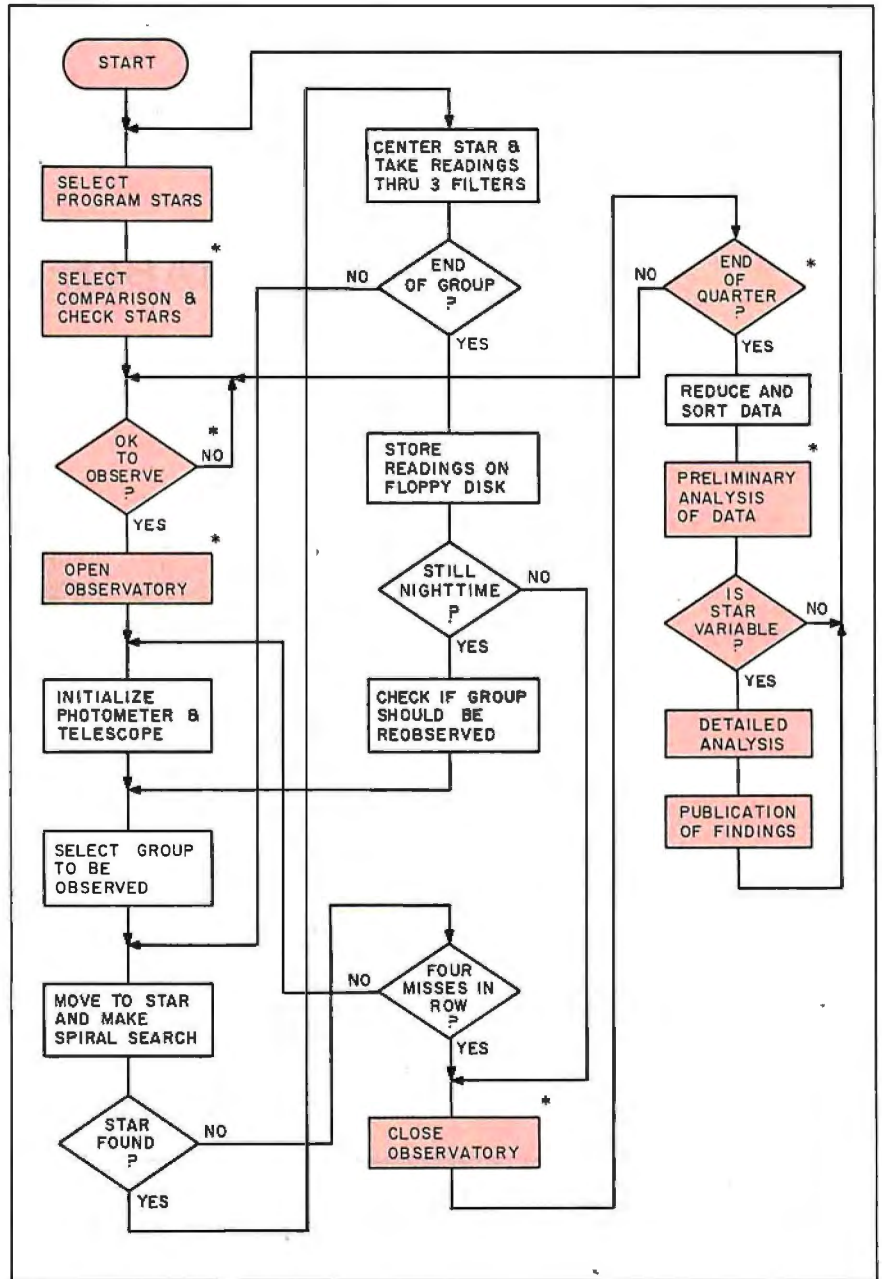 START
SELECT
PROGRAM STARS
*
SELECT
COMPARISON &
CHECK STARS
OK
TO
OBSERVE
?
*
NO
YES
*
OPEN
OBSERVATORY
INITIALIZE
PHOTOMETER &
TELESCOPE
SELECT GROUP
TO BE
OBSERVED
MOVE TO STAR
AND MAKE
SPIRAL SEARCH
STAR
FOUND
?
NO
YES
CENTER STAR &
TAKE READINGS
THRU 3 FILTERS
NO
END
OF GROUP
?
YES
STORE
READINGS ON
FLOPPY DISK
STILL
NIGHTTIME
?
NO
YES
CHECK IF GROUP
SHOULD BE
REOBSERVED
NO
FOUR
MISSES IN
ROW
?
YES
*
CLOSE
OBSERVATORY
NO
END
OF
QUARTER
?
*
YES
REDUCE AND
SORT DATA
*
PRELIMINARY
ANALYSIS
OF DATA
IS
STAR
VARIABLE
?
NO
YES
DETAILED
ANALYSIS
PUBLICATION
OF FINDINGS